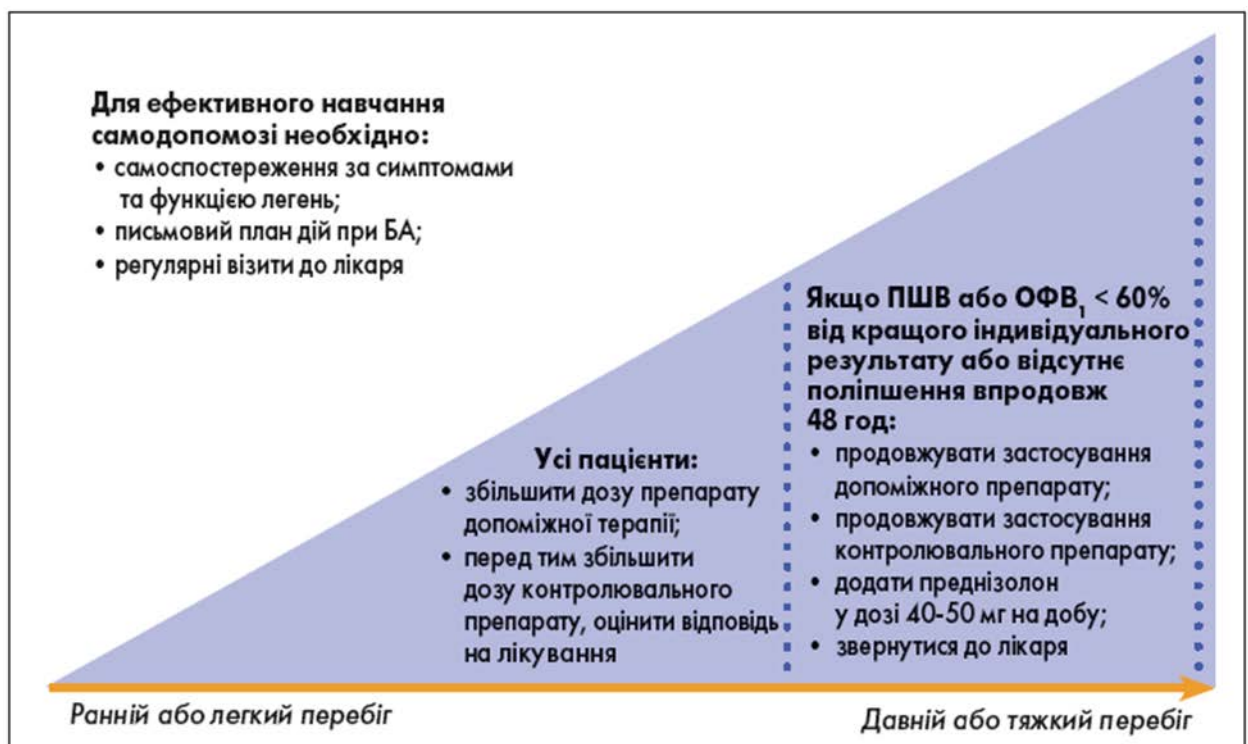 Для ефективного навчання
самодопомозі необхідно:
• самоспостереження за симптомами
та функцією легень;
• письмовий план дій при БА;
• регулярні візити до лікаря
Усі пацієнти:
• збільшити дозу препарату
допоміжної терапії;
• перед тим збільшити
дозу контролювального
препарату, оцінити відповідь
на лікування
Якщо ПШВ або ОФВ₁ < 60%
від кращого індивідуального
результату або відсутнє
поліпшення впродовж
48 год:
• продовжувати застосування
допоміжного препарату;
• продовжувати застосування
контролювального препарату;
• додати преднізолон
у дозі 40-50 мг на добу;
• звернутися до лікаря
Ранній або легкий перебіг
Давній або тяжкий перебіг